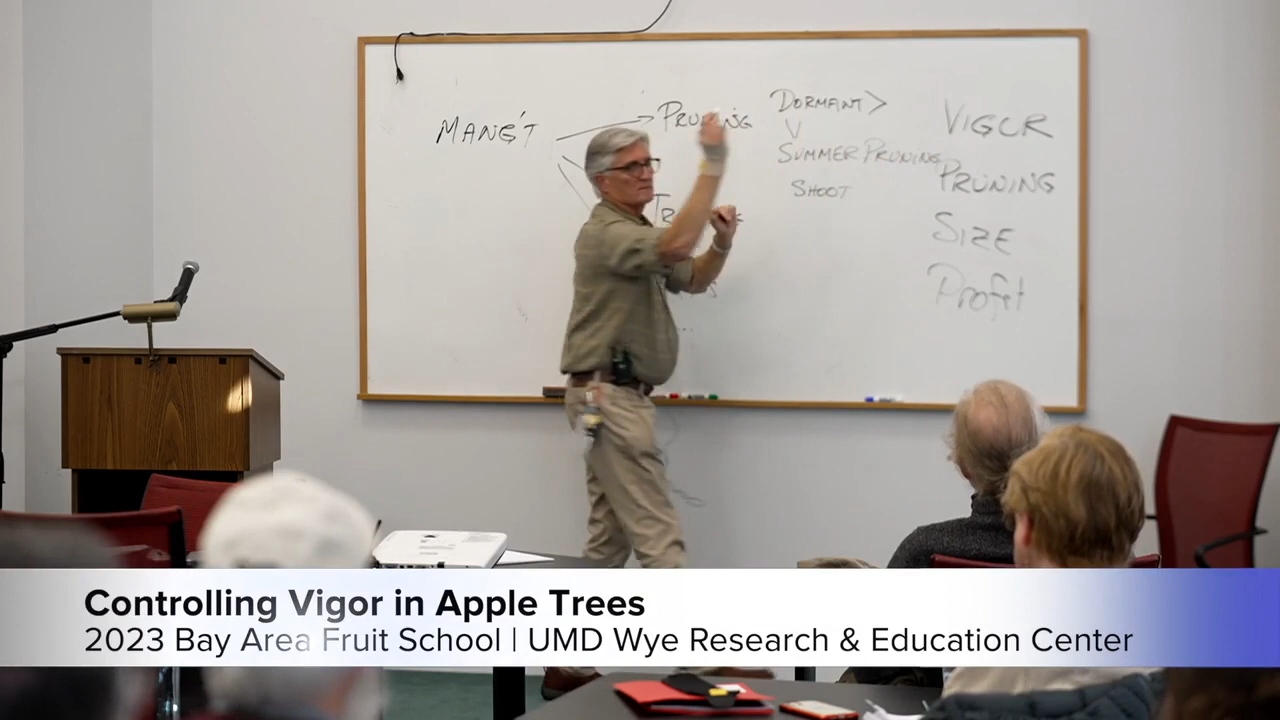 MANG'T
PRUNING
DORMANT >
V
SUMMER PRUNING
SHOOT
VIGOR
PRUNING
SIZE
Profit
Controlling Vigor in Apple Trees
2023 Bay Area Fruit School | UMD Wye Research & Education Center